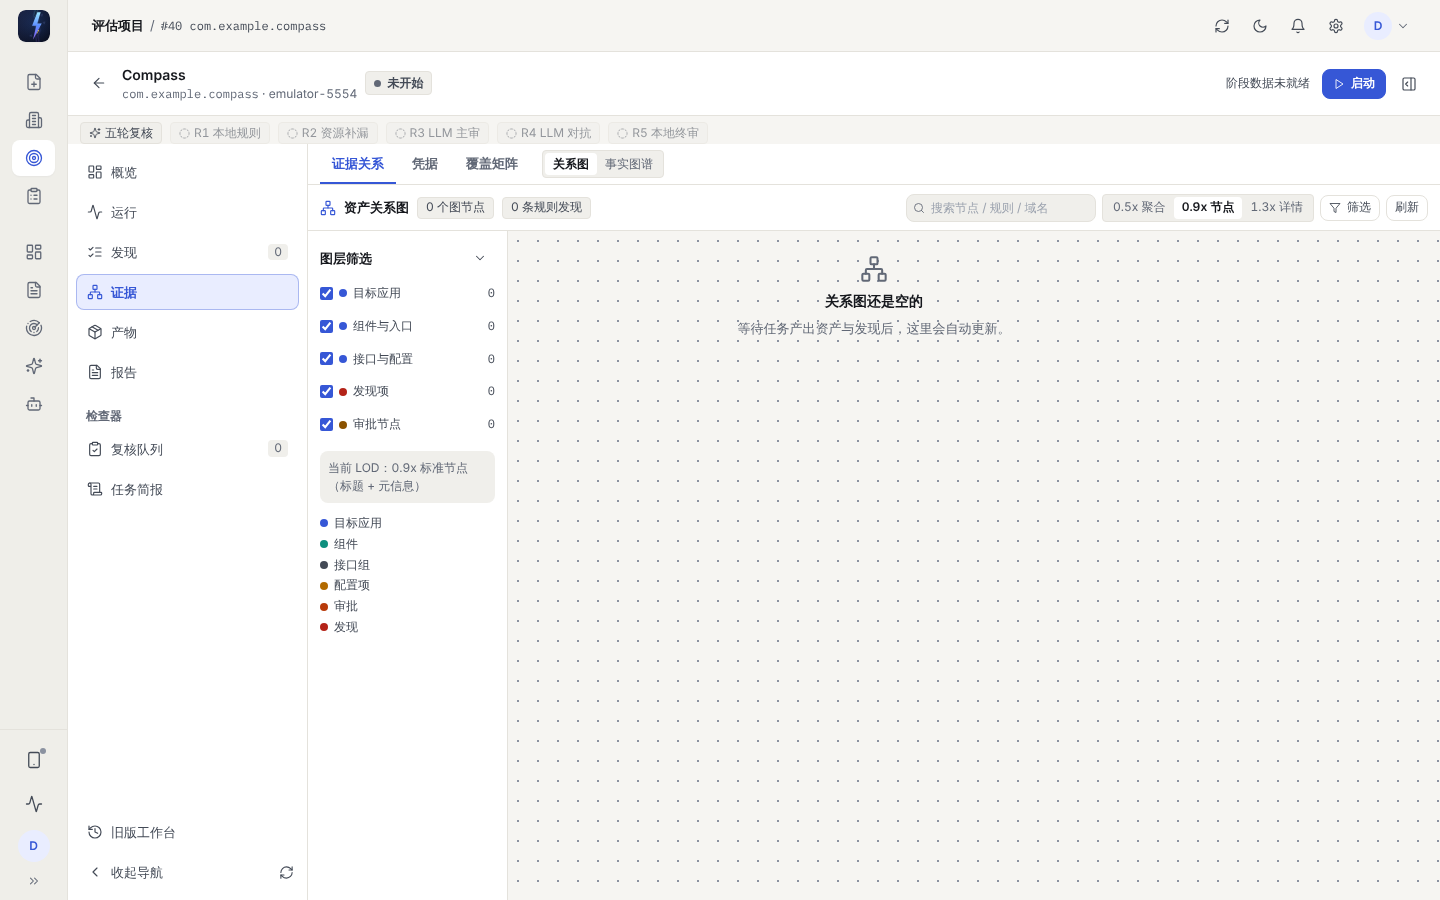 评估项目 / #40 com.example.compass
D
Compass
com.example.compass · emulator-5554
未开始
阶段数据未就绪
启动
五轮复核
R1 本地规则
R2 资源补漏
R3 LLM 主审
R4 LLM 对抗
R5 本地终审
概览
运行
发现 0
证据
产物
报告
检查器
复核队列 0
任务简报
旧版工作台
收起导航
D
证据关系
凭据
覆盖矩阵
关系图
事实图谱
资产关系图
0 个图节点
0 条规则发现
搜索节点 / 规则 / 域名
0.5x 聚合
0.9x 节点
1.3x 详情
筛选
刷新
图层筛选
目标应用 0
组件与入口 0
接口与配置 0
发现项 0
审批节点 0
当前 LOD：0.9x 标准节点
（标题 + 元信息）
目标应用
组件
接口组
配置项
审批
发现
关系图还是空的
等待任务产出资产与发现后，这里会自动更新。